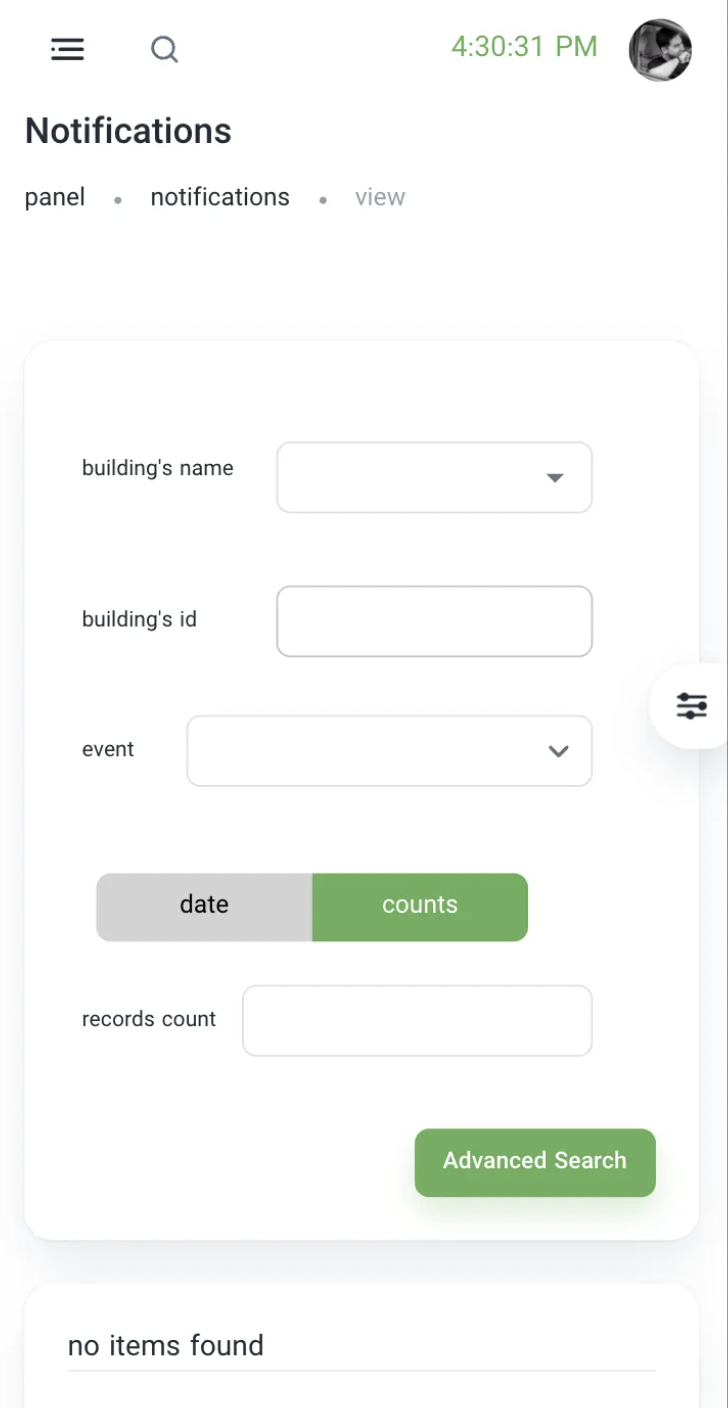 4:30:31 PM
Notifications
panel • notifications • view
building's name
building's id
event
date counts
records count
Advanced Search
no items found